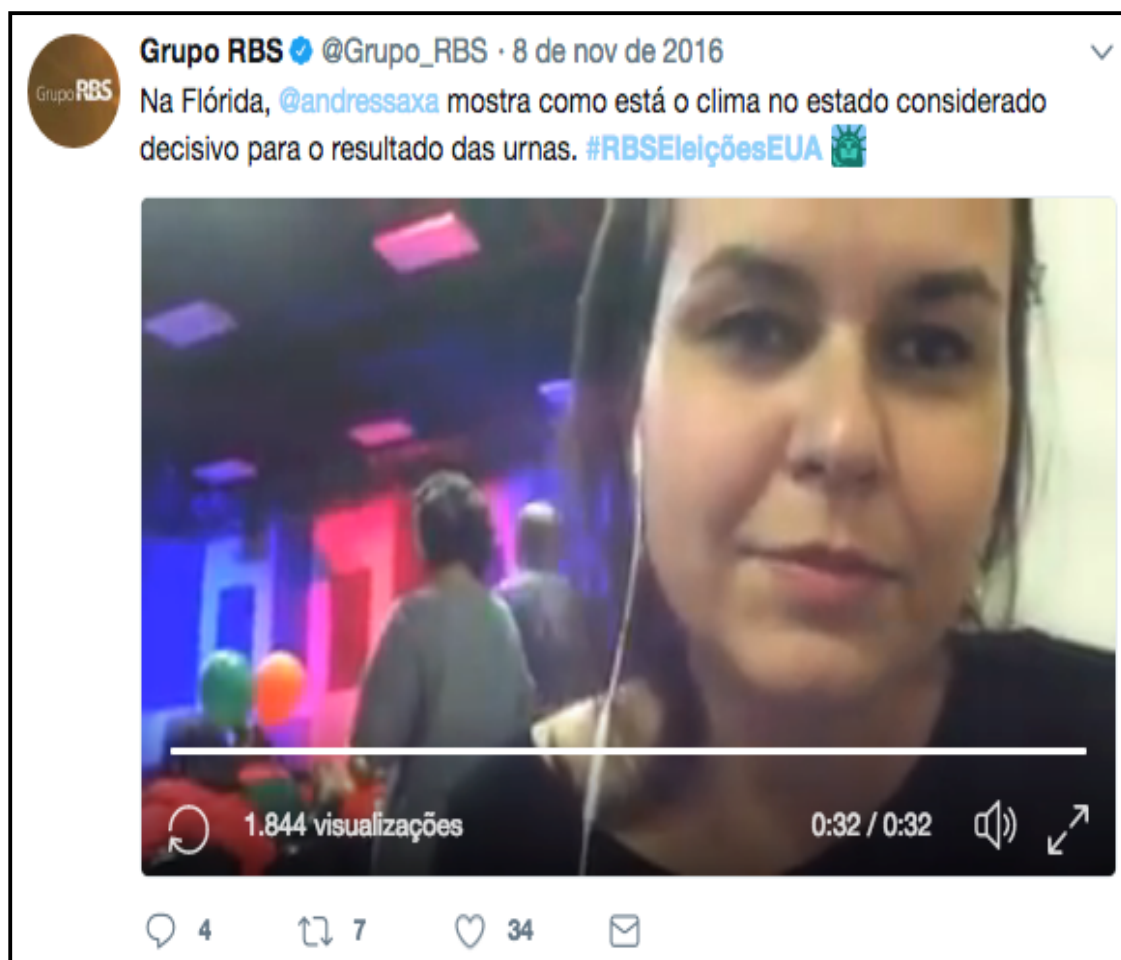 Grupo RBS @Grupo_RBS · 8 de nov de 2016
Grupo RBS
Na Flórida, @andressaxa mostra como está o clima no estado considerado
decisivo para o resultado das urnas. #RBSEleiçõesEUA
1.844 visualizações 0:32 / 0:32
4 7 34